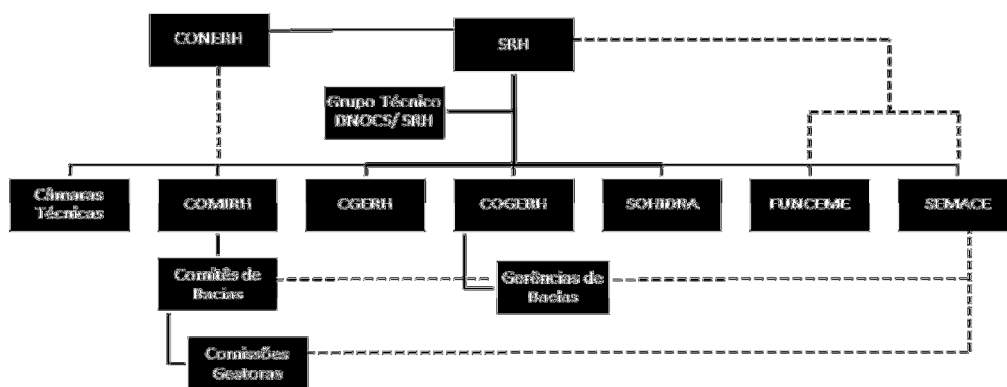 CONERH
SRH
Grupo Técnico
DNOCS/ SRH
Câmaras
Técnicas
COMIRH
CGERH
COGERH
SOHIDRA
FUNCEME
SEMACE
Comitês de
Bacias
Gerências de
Bacias
Comissões
Gestoras